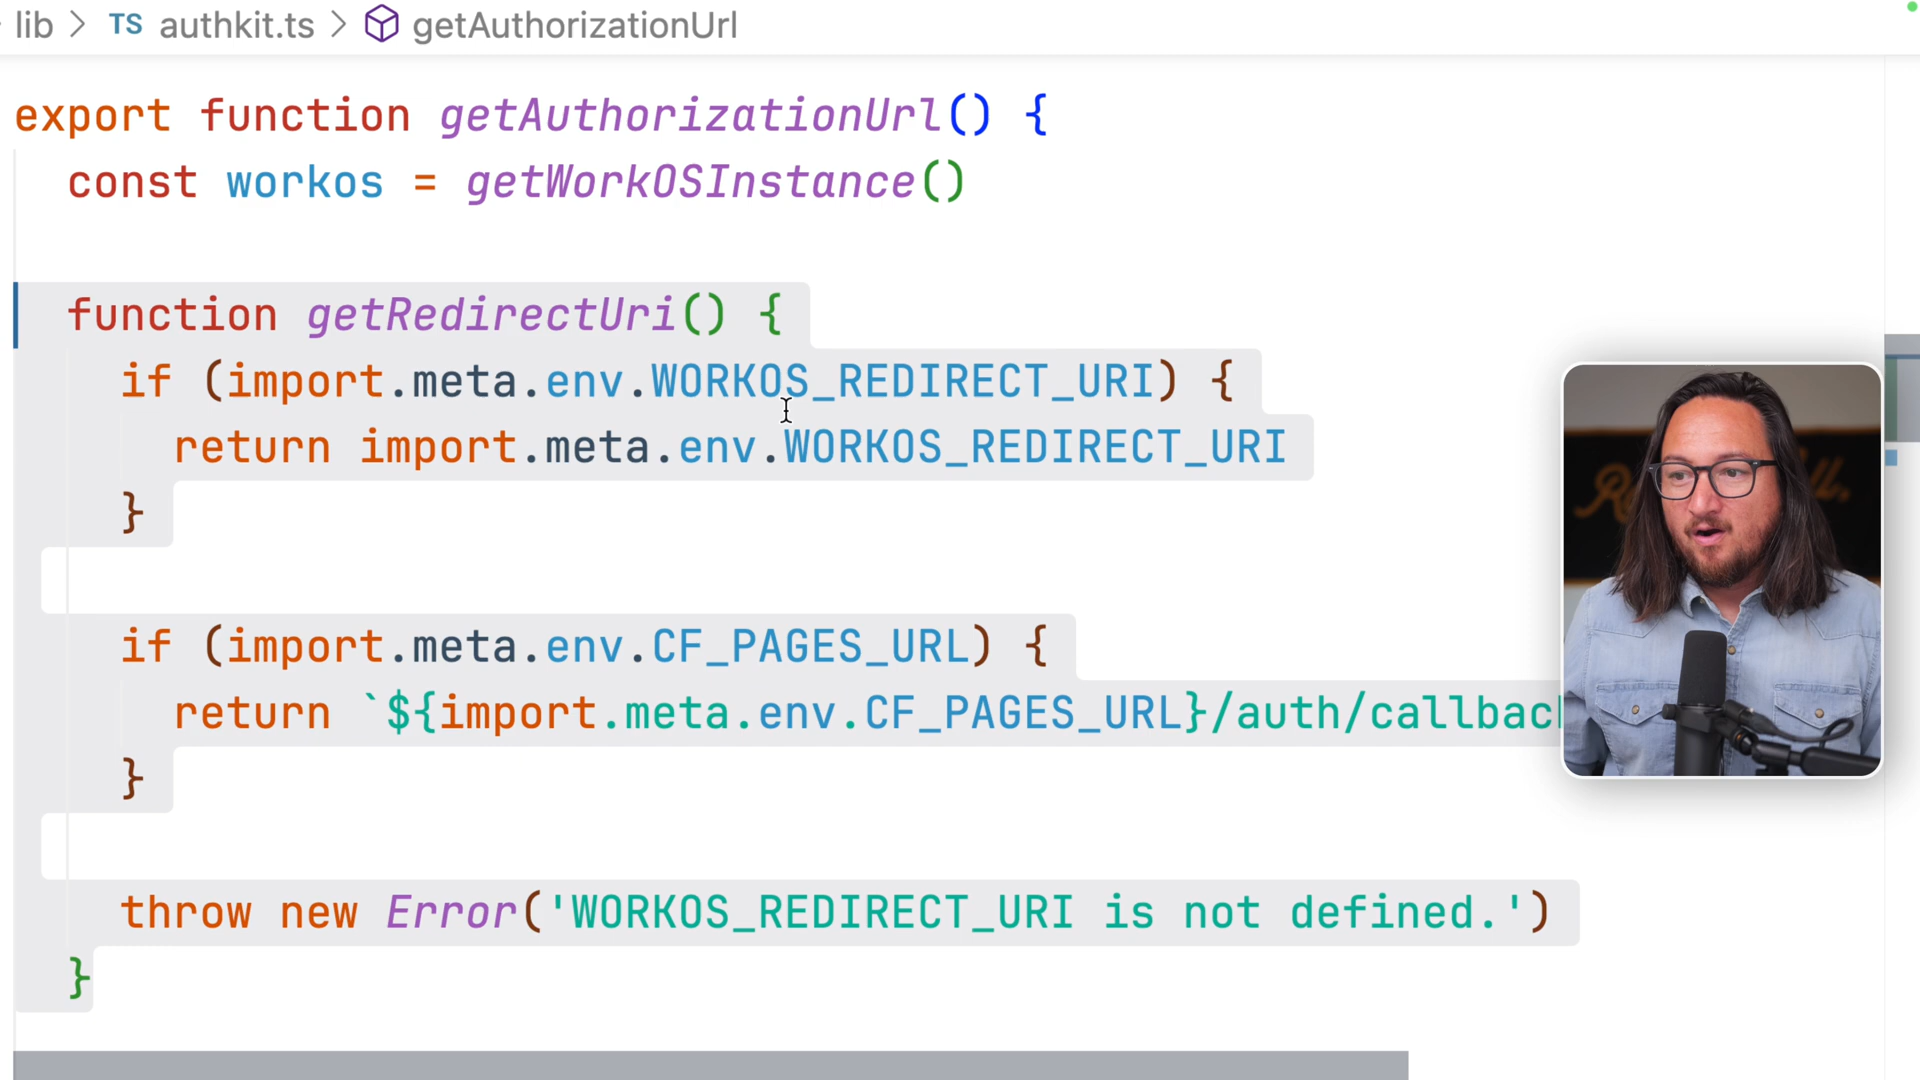 lib > TS authkit.ts > getAuthorizationUrl
export function getAuthorizationUrl() {
const workos = getWorkOSInstance()
function getRedirectUri() {
if (import.meta.env.WORKOS_REDIRECT_URI) {
return import.meta.env.WORKOS_REDIRECT_URI
}
if (import.meta.env.CF_PAGES_URL) {
return `${import.meta.env.CF_PAGES_URL}/auth/callbac
}
throw new Error('WORKOS_REDIRECT_URI is not defined.')
}